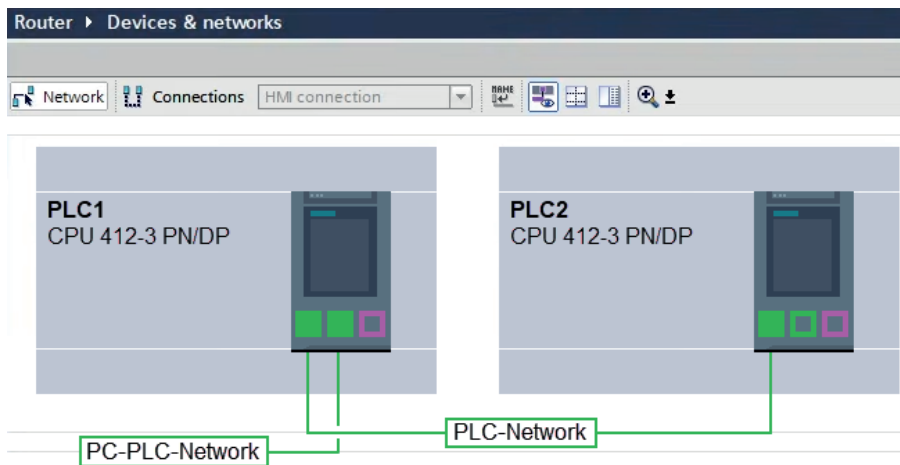 Router ▸ Devices & networks
Network Connections HMI connection
NAME
PLC1
CPU 412-3 PN/DP
PLC2
CPU 412-3 PN/DP
PLC-Network
PC-PLC-Network